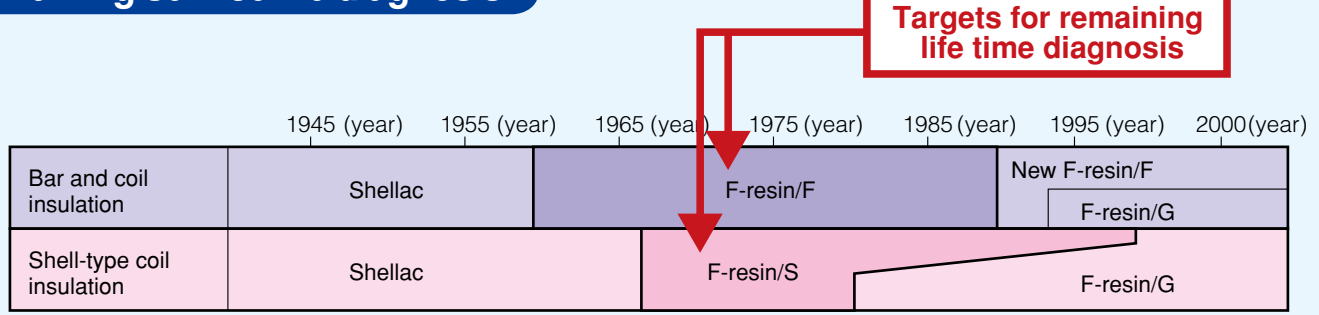 Targets for remaining
life time diagnosis
1945 (year)
1955 (year)
1965 (year)
1975 (year)
1985 (year)
1995 (year)
2000(year)
Bar and coil
insulation
Shellac
F-resin/F
New F-resin/F
F-resin/G
Shell-type coil
insulation
Shellac
F-resin/S
F-resin/G